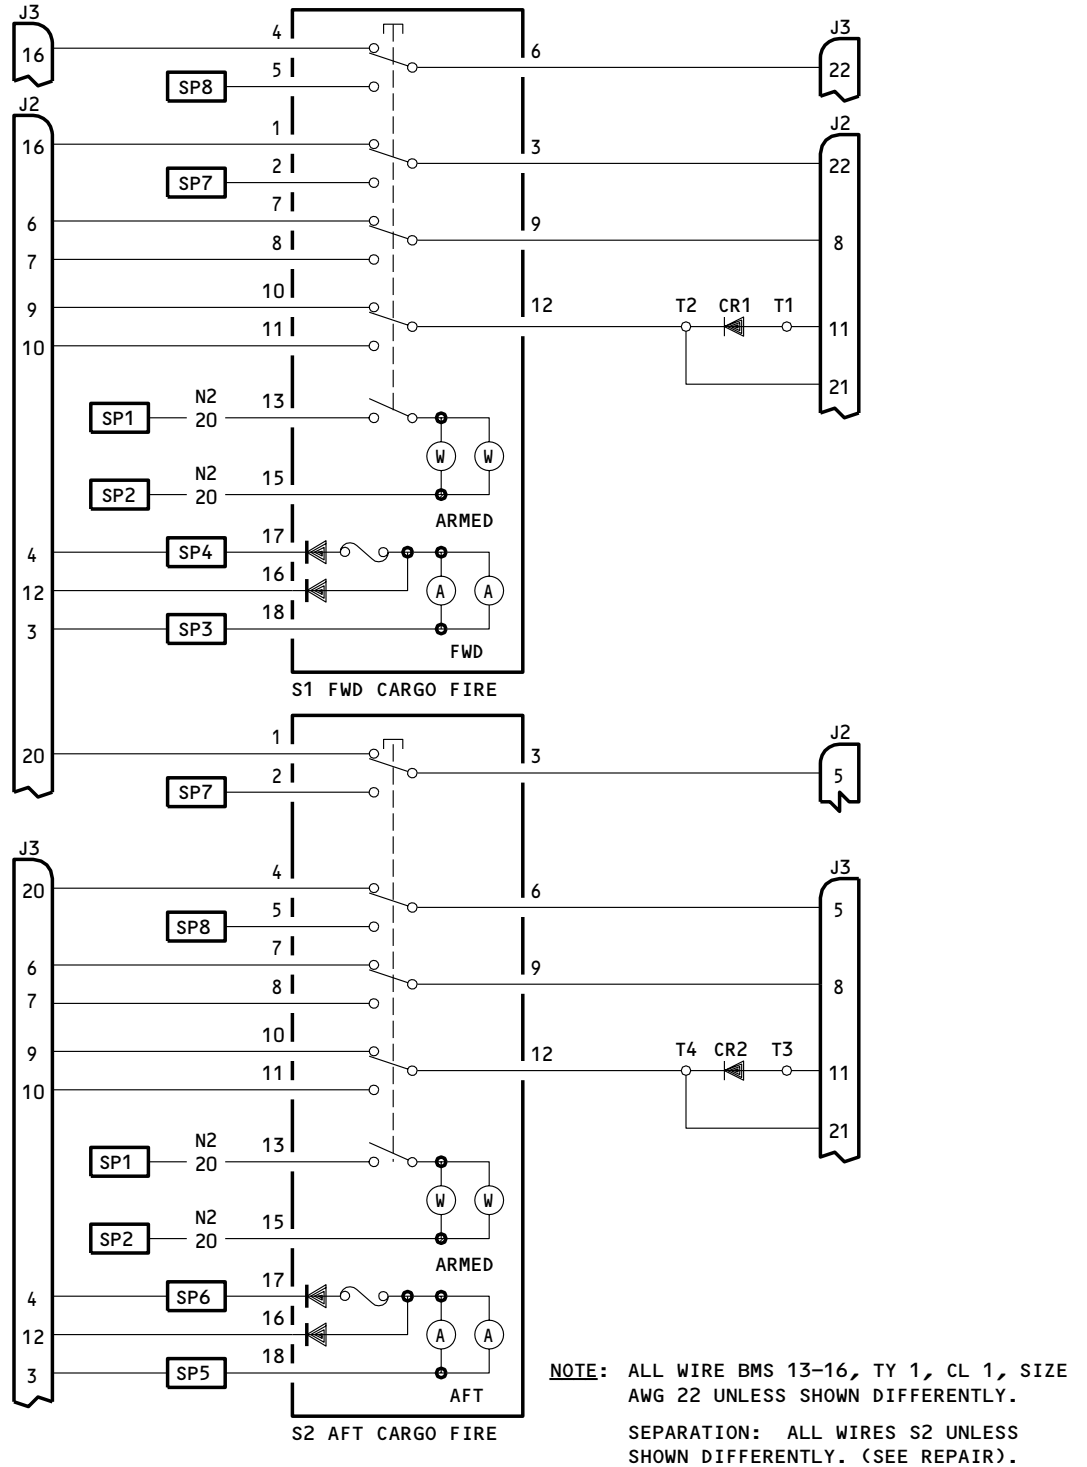 J3
4
6
J3
16
22
5
SP8
J2
1
3
J2
16
22
2
SP7
7
9
6
8
8
7
10
12
T2 CR1 T1
9
11
11
10
21
N2
13
SP1
20
N2
15
SP2
20
ARMED
W W
17
4
SP4
16
12
A A
18
3
SP3
FWD
S1 FWD CARGO FIRE
1
3
J2
20
5
2
SP7
J3
4
6
J3
20
5
5
SP8
7
9
6
8
8
7
10
12
T4 CR2 T3
9
11
11
10
21
N2
13
SP1
20
W W
N2
15
SP2
20
ARMED
17
4
SP6
16
12
A A
18
3
SP5
AFT
S2 AFT CARGO FIRE
NOTE: ALL WIRE BMS 13-16, TY 1, CL 1, SIZE
AWG 22 UNLESS SHOWN DIFFERENTLY.
SEPARATION: ALL WIRES S2 UNLESS
SHOWN DIFFERENTLY. (SEE REPAIR).